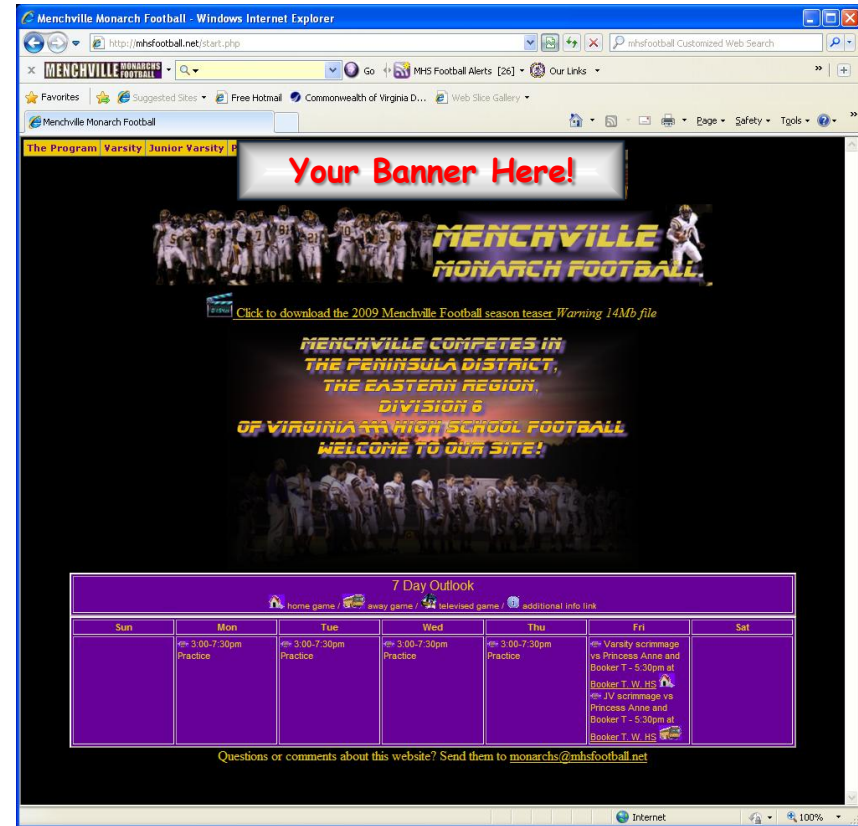 Menchville Monarch Football - Windows Internet Explorer
http://mhsfootball.net/start.php
mhsfootball Customized Web Search
MENCHVILLE MONARCHS FOOTBALL
Go
MHS Football Alerts [26]
Our Links
Favorites
Suggested Sites
Free Hotmail
Commonwealth of Virginia D...
Web Slice Gallery
Menchville Monarch Football
Page
Safety
Tools
The Program
Varsity
Junior Varsity
Your Banner Here!
MENCHVILLE
MONARCH FOOTBALL
Click to download the 2009 Menchville Football season teaser Warning 14Mb file
MENCHVILLE COMPETES IN
THE PENINSULA DISTRICT,
THE EASTERN REGION,
DIVISION 6
OF VIRGINIA AAA HIGH SCHOOL FOOTBALL
WELCOME TO OUR SITE!
7 Day Outlook
home game / away game / televised game / additional info link
Sun Mon Tue Wed Thu Fri Sat
3:00-7:30pm
Practice
3:00-7:30pm
Practice
3:00-7:30pm
Practice
3:00-7:30pm
Practice
Varsity scrimmage
vs Princess Anne and
Booker T - 5:30pm at
Booker T. W. HS
JV scrimmage vs
Princess Anne and
Booker T - 5:30pm at
Booker T. W. HS
Questions or comments about this website? Send them to monarchs@mhsfootball.net
Internet
100%